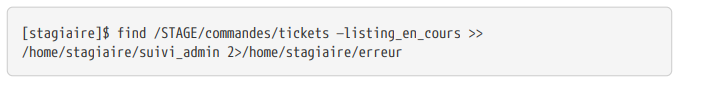 [stagiaire]$ find /STAGE/commandes/tickets –listing_en_cours >>
/home/stagiaire/suivi_admin 2>/home/stagiaire/erreur